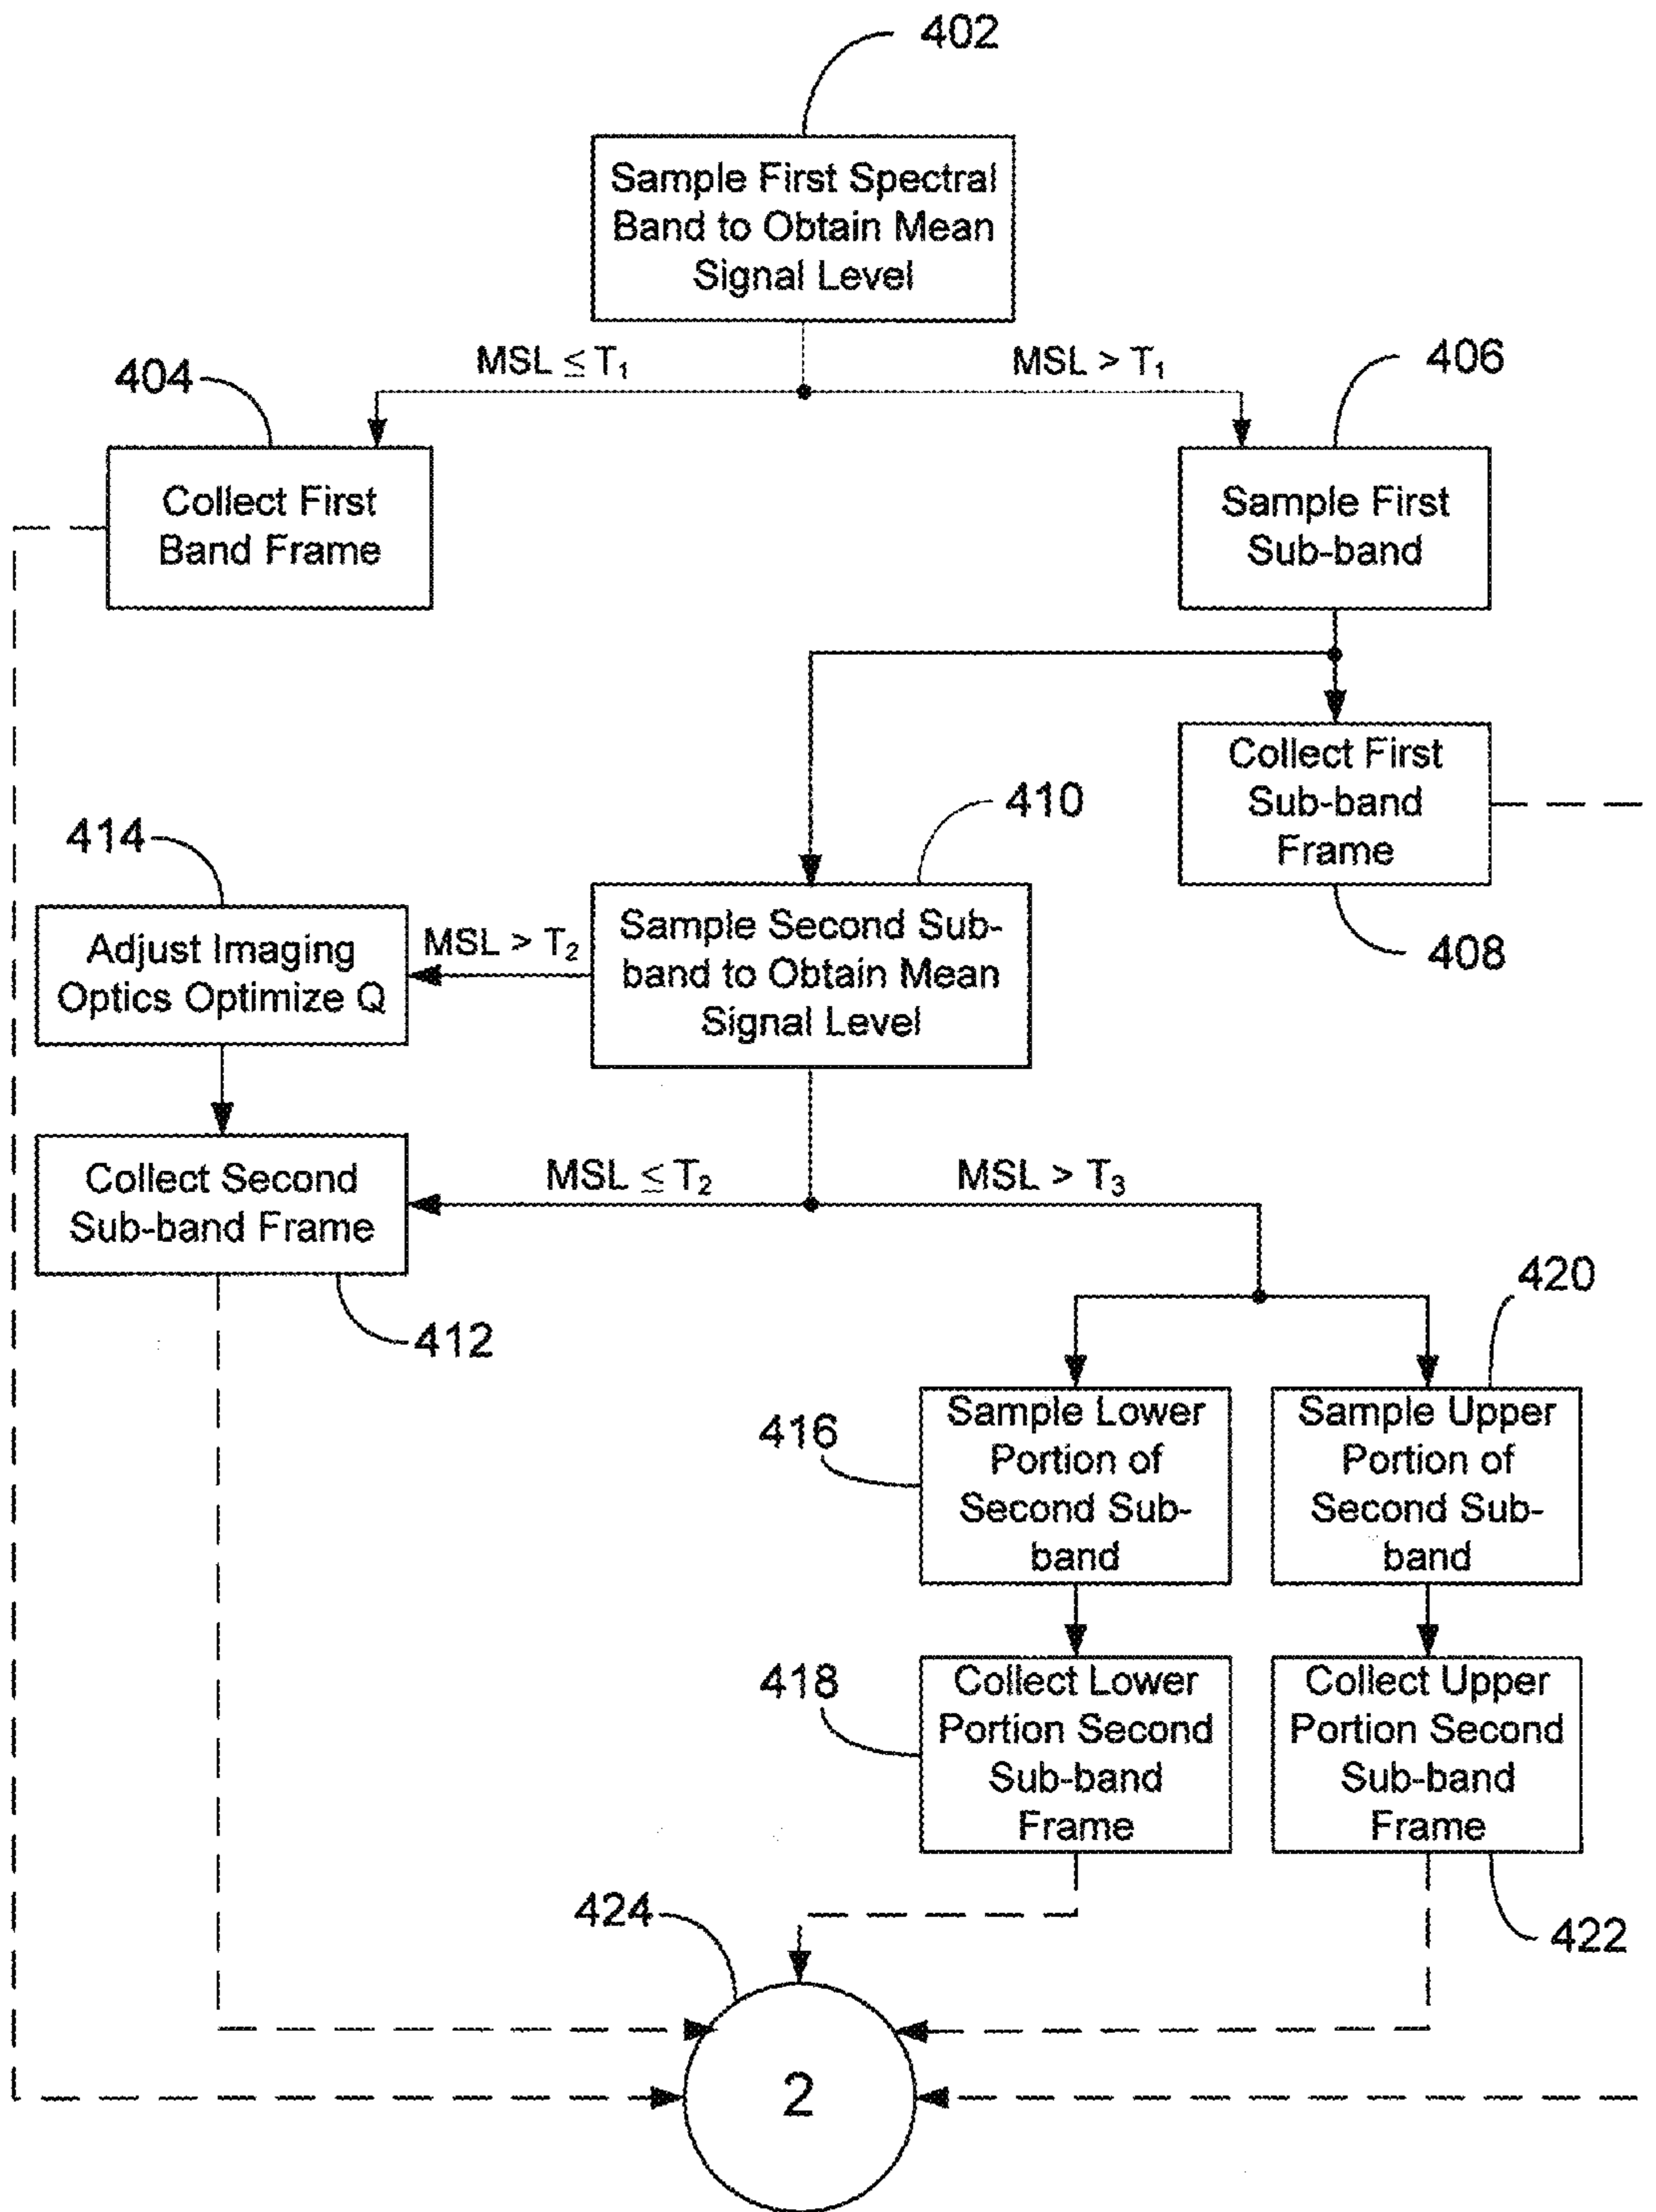 402
Sample First Spectral
Band to Obtain Mean
Signal Level
MSL ≤ T₁
MSL > T₁
404
406
Collect First
Band Frame
Sample First
Sub-band
Collect First
Sub-band
Frame
408
410
414
Adjust Imaging
Optics Optimize Q
MSL > T₂
Sample Second Sub-
band to Obtain Mean
Signal Level
Collect Second
Sub-band Frame
MSL ≤ T₂
MSL > T₃
412
420
416
Sample Lower
Portion of
Second Sub-
band
Sample Upper
Portion of
Second Sub-
band
418
Collect Lower
Portion Second
Sub-band
Frame
Collect Upper
Portion Second
Sub-band
Frame
422
424
2